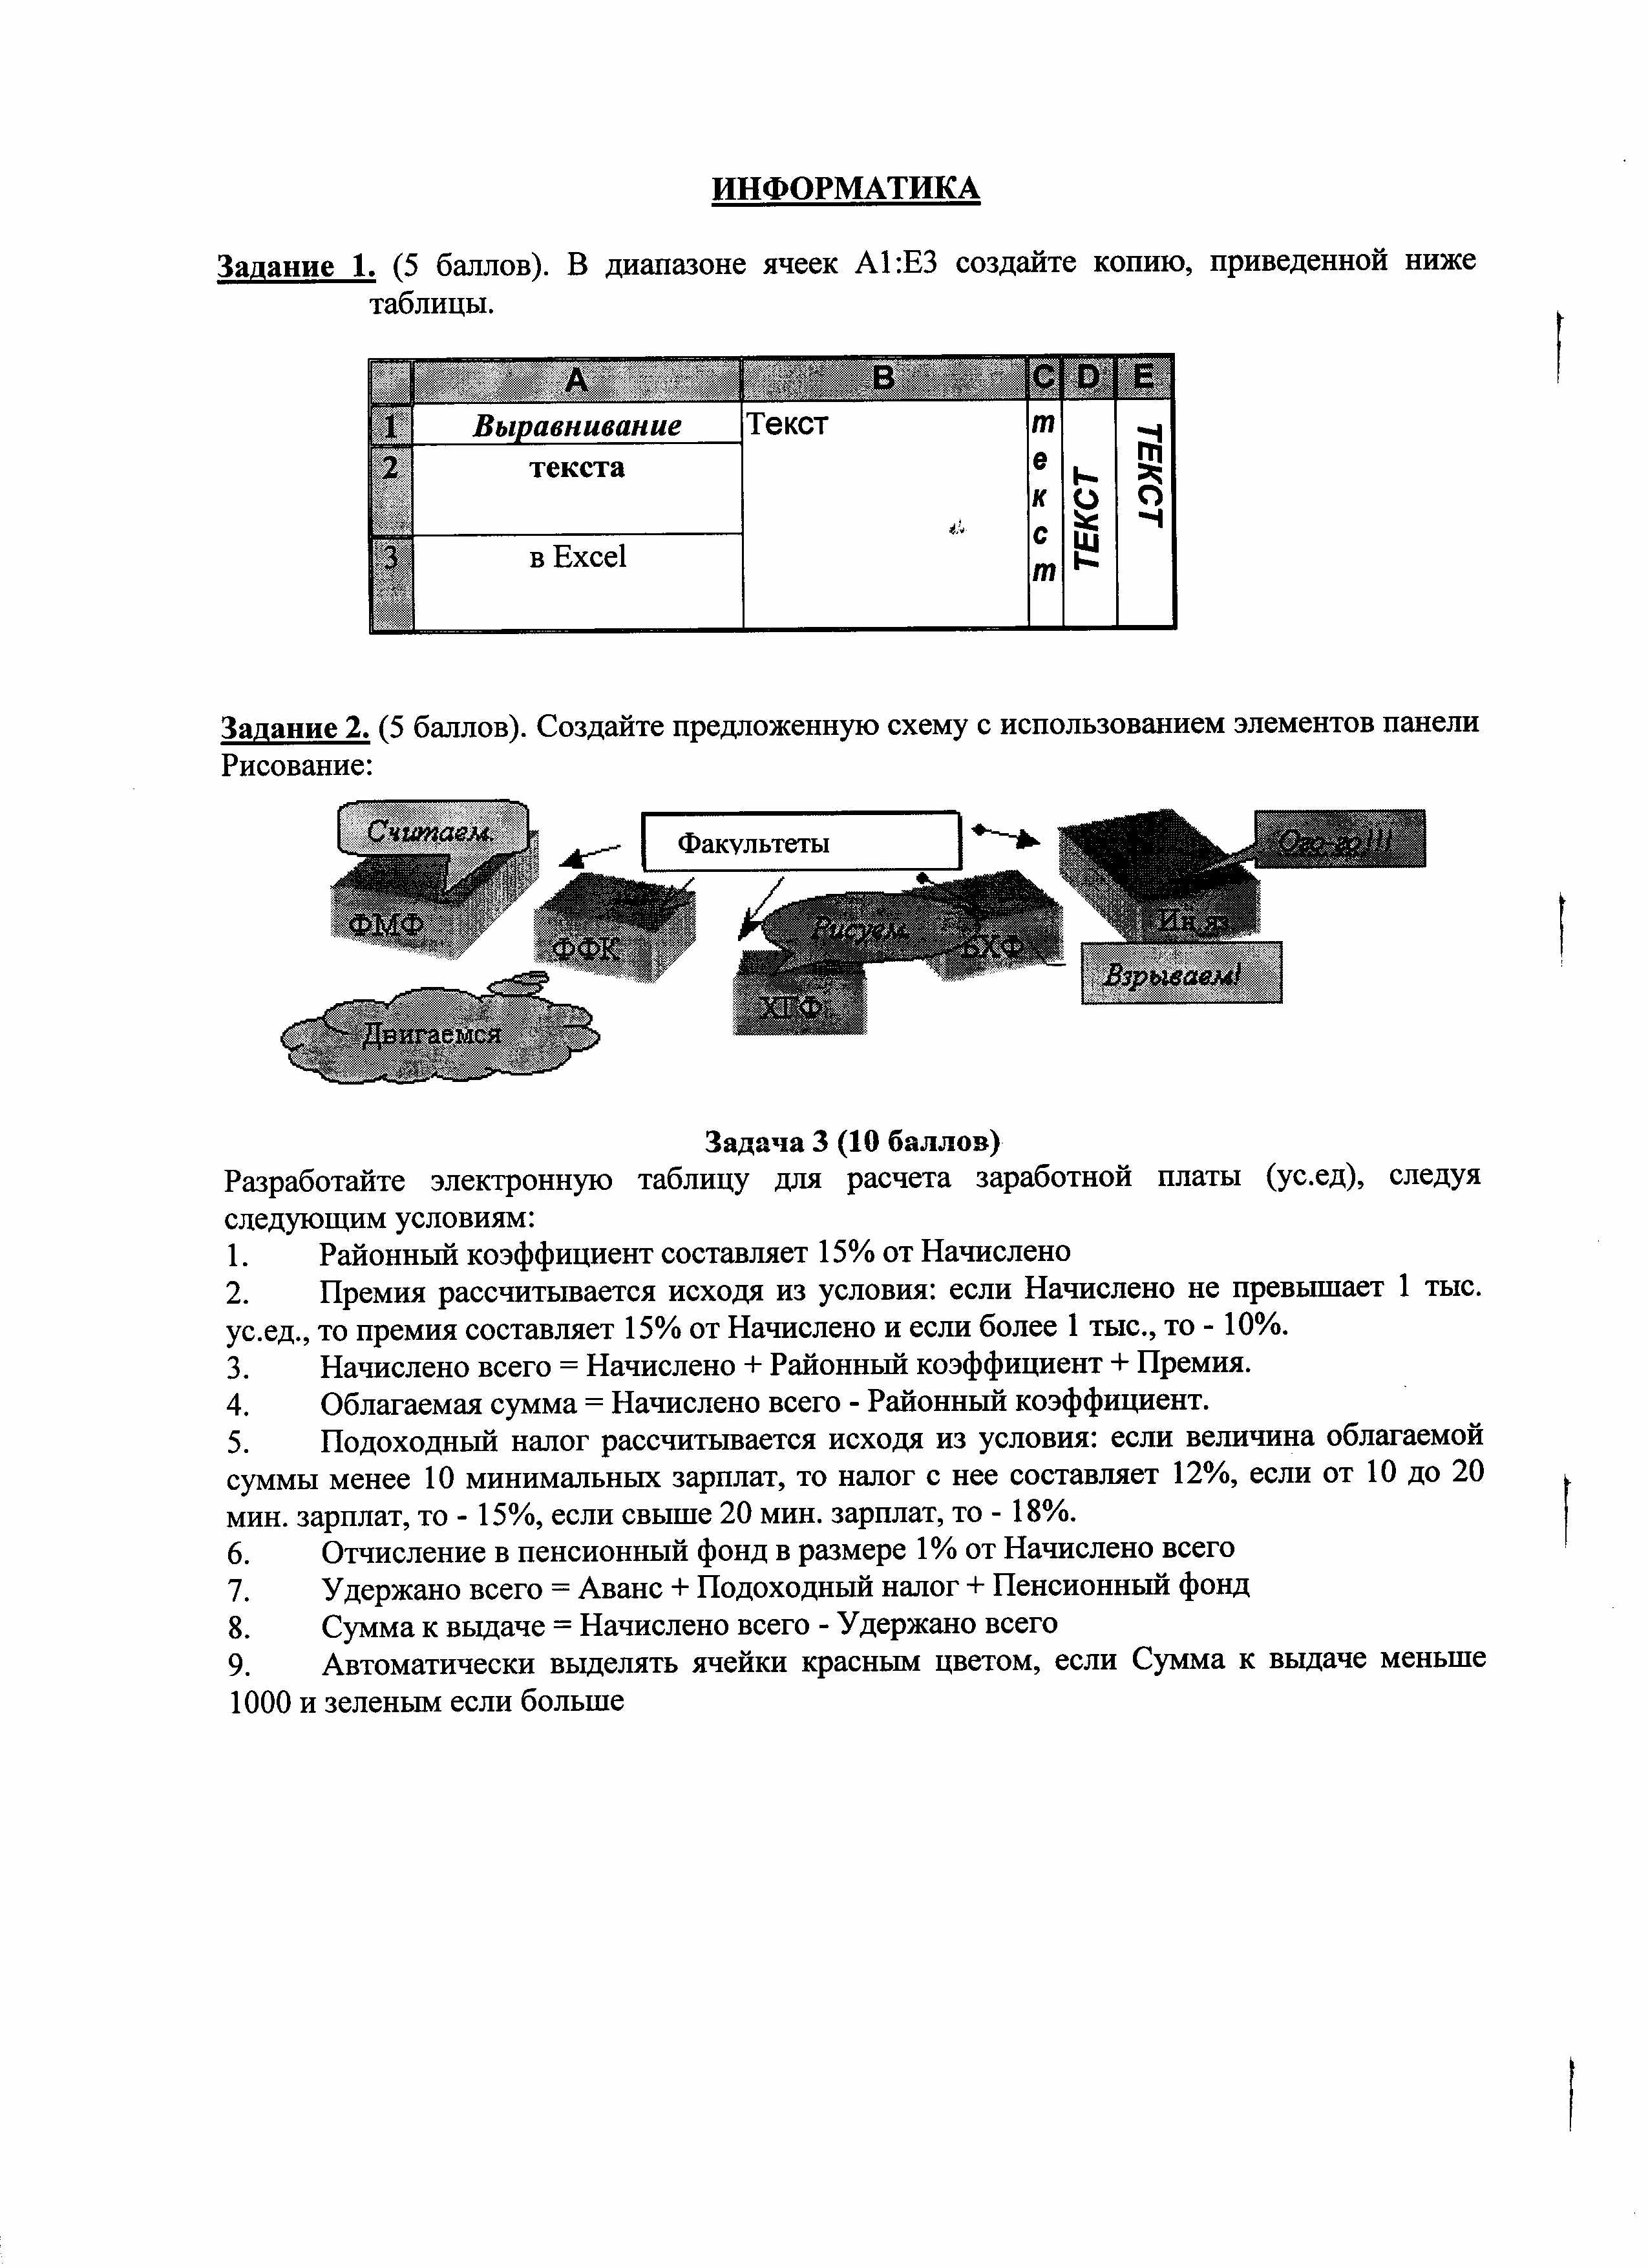 ИНФОРМАТИКА
Задание 1. (5 баллов). В диапазоне ячеек A1:E3 создайте копию, приведенной ниже
таблицы.
A B C D E
1 Выравнивание Текст т е к с т ТЕКСТ ТЕКСТ
2 текста
3 в Excel
Задание 2. (5 баллов). Создайте предложенную схему с использованием элементов панели
Рисование:
Считаем.
Факультеты
Ого-го!!!
ФМФ
ФФК
Рисуем.
БХФ
Ин.яз
Взрываем!
ХГФ
Двигаемся
Задача 3 (10 баллов)
Разработайте электронную таблицу для расчета заработной платы (ус.ед), следуя
следующим условиям:
1. Районный коэффициент составляет 15% от Начислено
2. Премия рассчитывается исходя из условия: если Начислено не превышает 1 тыс.
ус.ед., то премия составляет 15% от Начислено и если более 1 тыс., то - 10%.
3. Начислено всего = Начислено + Районный коэффициент + Премия.
4. Облагаемая сумма = Начислено всего - Районный коэффициент.
5. Подоходный налог рассчитывается исходя из условия: если величина облагаемой
суммы менее 10 минимальных зарплат, то налог с нее составляет 12%, если от 10 до 20
мин. зарплат, то - 15%, если свыше 20 мин. зарплат, то - 18%.
6. Отчисление в пенсионный фонд в размере 1% от Начислено всего
7. Удержано всего = Аванс + Подоходный налог + Пенсионный фонд
8. Сумма к выдаче = Начислено всего - Удержано всего
9. Автоматически выделять ячейки красным цветом, если Сумма к выдаче меньше
1000 и зеленым если больше